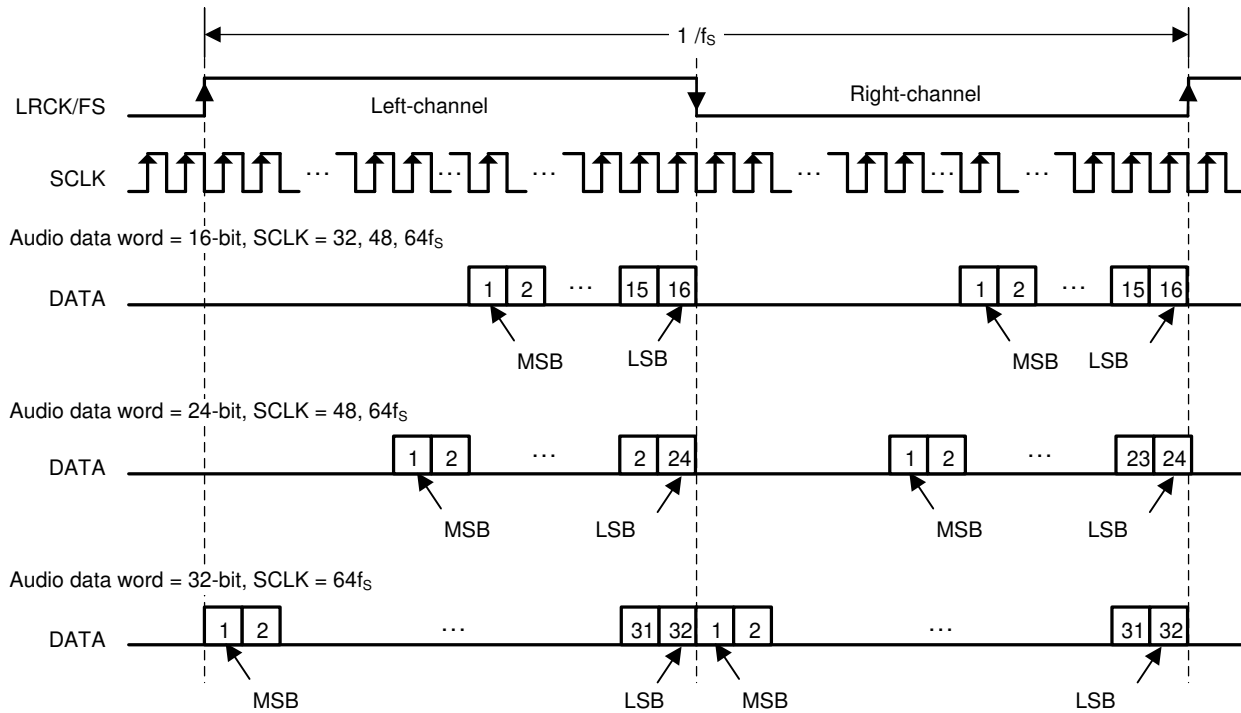 1 /fS
LRCK/FS
Left-channel
Right-channel
SCLK
... ... ... ... ... ...
Audio data word = 16-bit, SCLK = 32, 48, 64fS
DATA
1 2 ... 15 16 1 2 ... 15 16
MSB LSB MSB LSB
Audio data word = 24-bit, SCLK = 48, 64fS
DATA
1 2 ... 2 24 1 2 ... 23 24
MSB LSB MSB LSB
Audio data word = 32-bit, SCLK = 64fS
DATA
1 2 ... 31 32 1 2 ... 31 32
MSB LSB MSB LSB